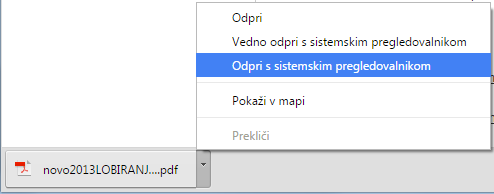 Odpri
Vedno odpri s sistemskim pregledovalnikom
Odpri s sistemskim pregledovalnikom
Pokaži v mapi
Prekliči
novo2013LOBIRANJ....pdf